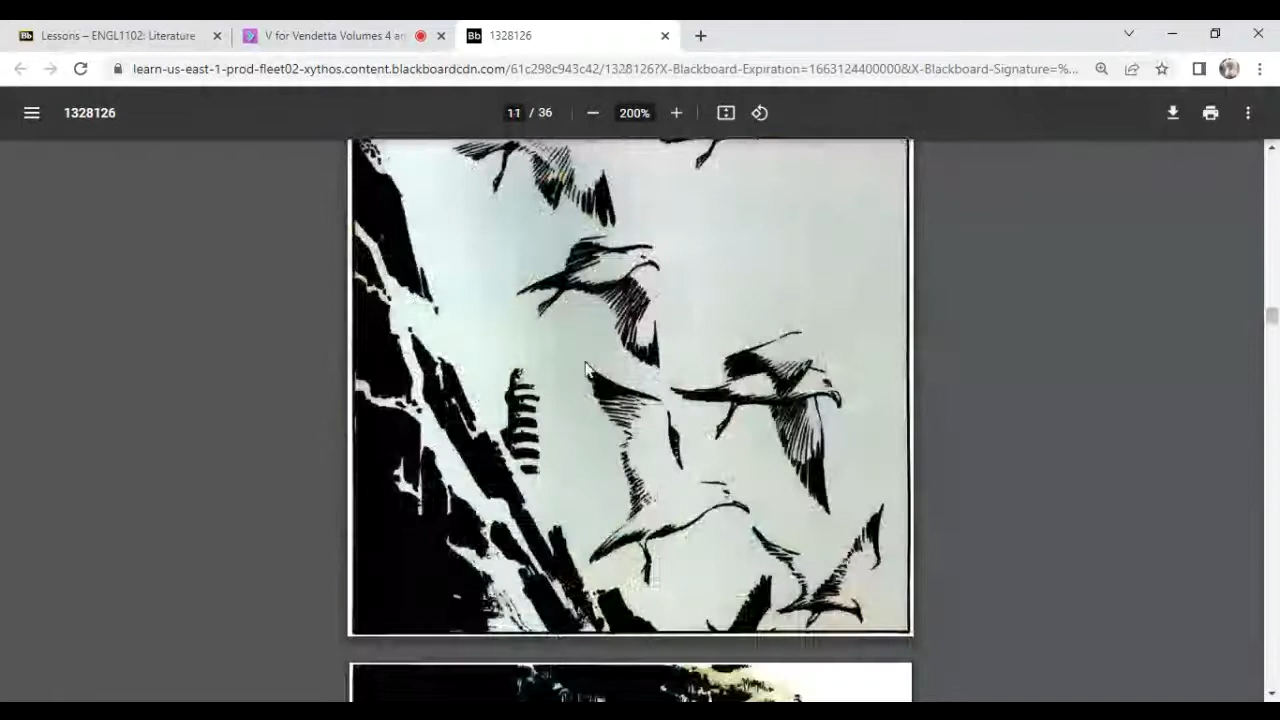 Lessons – ENGL1102: Literature
V for Vendetta Volumes 4 an
1328126
learn-us-east-1-prod-fleet02-xythos.content.blackboardcdn.com/61c298c943c42/1328126?X-Blackboard-Expiration=1663124400000&X-Blackboard-Signature=%...
1328126
11 / 36
200%